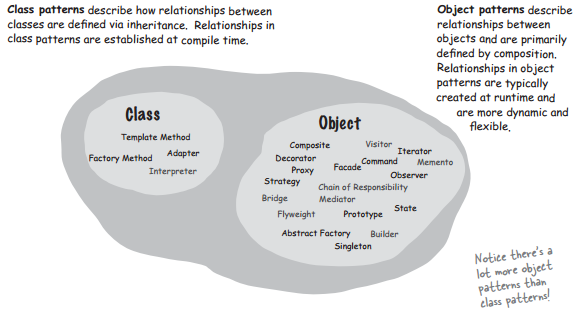 Class patterns describe how relationships between
classes are defined via inheritance. Relationships in
class patterns are established at compile time.
Object patterns describe
relationships between
objects and are primarily
defined by composition.
Relationships in object
patterns are typically
created at runtime and
are more dynamic and
flexible.
Class
Template Method
Factory Method Adapter
Interpreter
Object
Composite Visitor Iterator
Decorator Command Memento
Proxy Facade Observer
Strategy Chain of Responsibility
Bridge Mediator
Flyweight Prototype State
Abstract Factory Builder
Singleton
Notice there's a
lot more object
patterns than
class patterns!